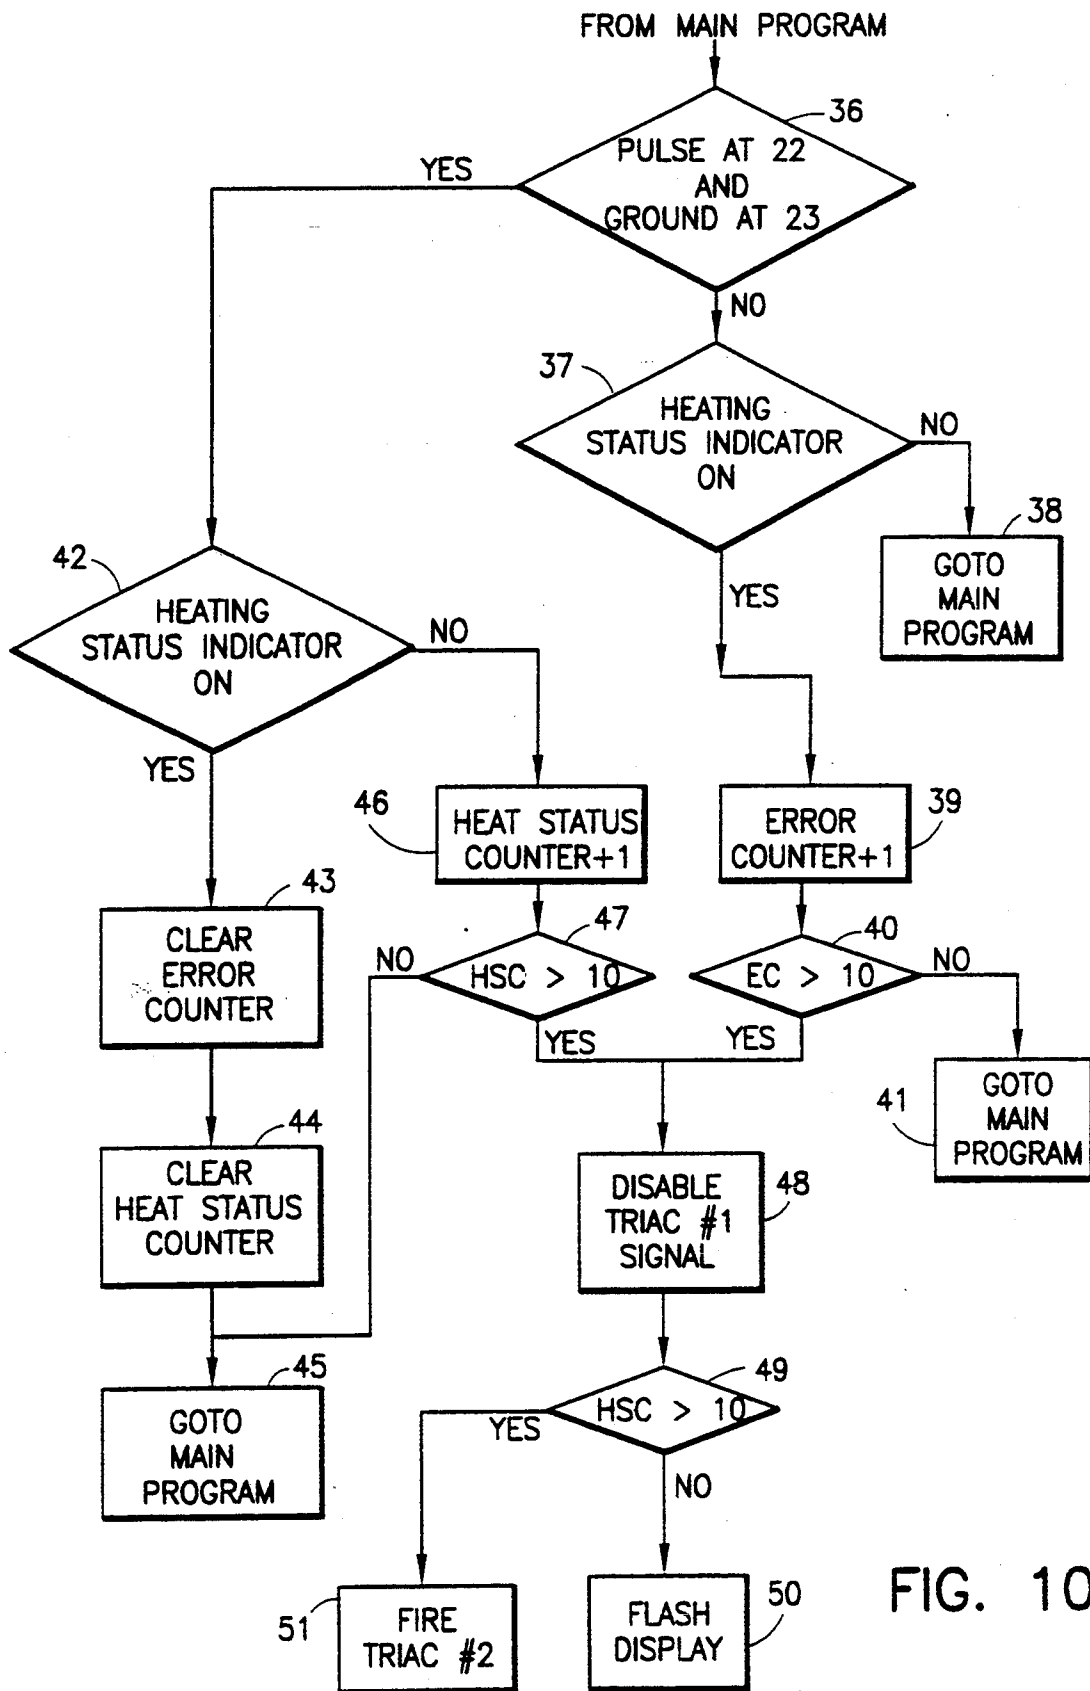 FROM MAIN PROGRAM
36
PULSE AT 22
AND
GROUND AT 23
YES
NO
37
HEATING
STATUS INDICATOR
ON
NO
38
GOTO
MAIN
PROGRAM
YES
42
HEATING
STATUS INDICATOR
ON
NO
YES
46
HEAT STATUS
COUNTER+1
39
ERROR
COUNTER+1
43
CLEAR
ERROR
COUNTER
47
HSC > 10
NO
YES
40
EC > 10
NO
YES
41
GOTO
MAIN
PROGRAM
44
CLEAR
HEAT STATUS
COUNTER
48
DISABLE
TRIAC #1
SIGNAL
45
GOTO
MAIN
PROGRAM
49
HSC > 10
YES
NO
51
FIRE
TRIAC #2
50
FLASH
DISPLAY
FIG. 10